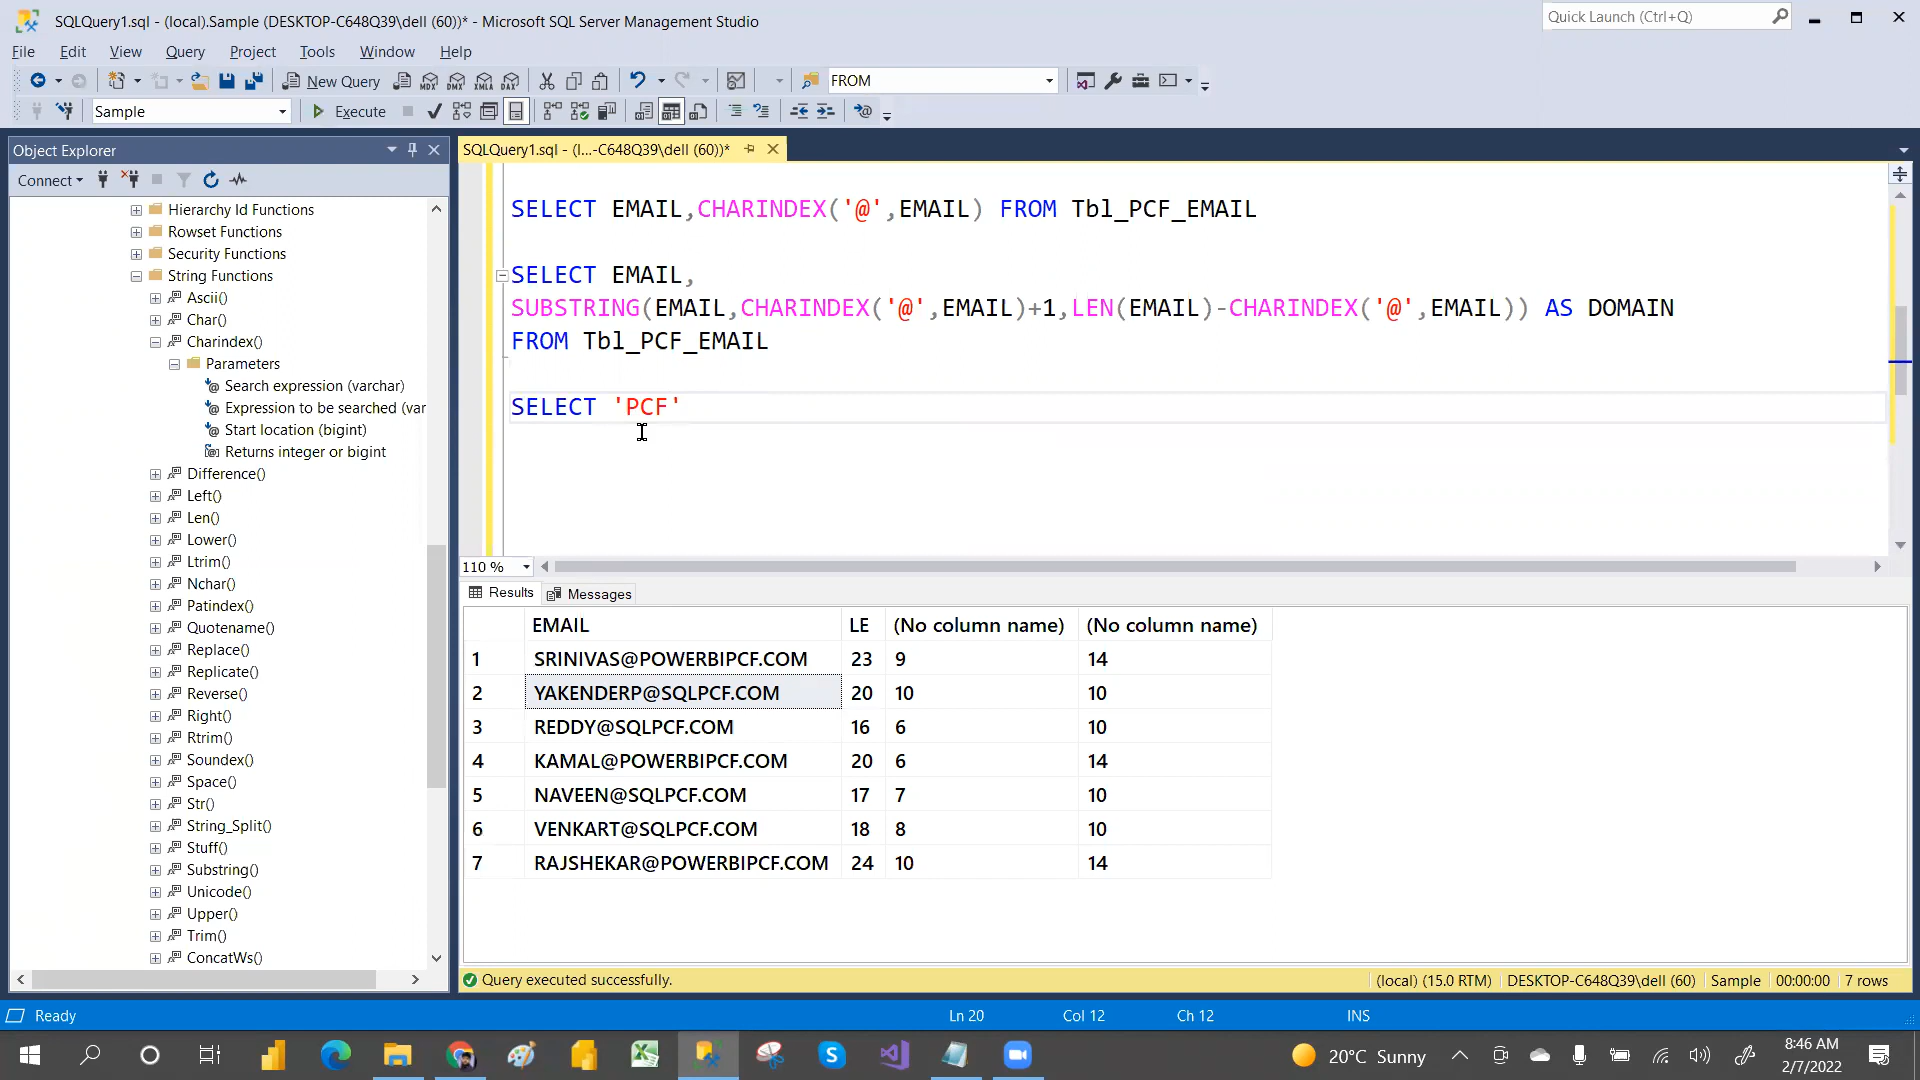 SQLQuery1.sql - (local).Sample (DESKTOP-C648Q39\dell (60))* - Microsoft SQL Server Management Studio
Quick Launch (Ctrl+Q)
File Edit View Query Project Tools Window Help
New Query MDX DMX XMLA DAX FROM
Sample Execute
Object Explorer
SQLQuery1.sql - (l...-C648Q39\dell (60))*
Connect
Hierarchy Id Functions
Rowset Functions
Security Functions
String Functions
Ascii()
Char()
Charindex()
Parameters
Search expression (varchar)
Expression to be searched (var
Start location (bigint)
Returns integer or bigint
Difference()
Left()
Len()
Lower()
Ltrim()
Nchar()
Patindex()
Quotename()
Replace()
Replicate()
Reverse()
Right()
Rtrim()
Soundex()
Space()
Str()
String_Split()
Stuff()
Substring()
Unicode()
Upper()
Trim()
ConcatWs()
SELECT EMAIL,CHARINDEX('@',EMAIL) FROM Tbl_PCF_EMAIL
SELECT EMAIL,
SUBSTRING(EMAIL,CHARINDEX('@',EMAIL)+1,LEN(EMAIL)-CHARINDEX('@',EMAIL)) AS DOMAIN
FROM Tbl_PCF_EMAIL
SELECT 'PCF'
110 %
Results Messages
EMAIL LE (No column name) (No column name)
1 SRINIVAS@POWERBIPCF.COM 23 9 14
2 YAKENDERP@SQLPCF.COM 20 10 10
3 REDDY@SQLPCF.COM 16 6 10
4 KAMAL@POWERBIPCF.COM 20 6 14
5 NAVEEN@SQLPCF.COM 17 7 10
6 VENKART@SQLPCF.COM 18 8 10
7 RAJSHEKAR@POWERBIPCF.COM 24 10 14
Query executed successfully. (local) (15.0 RTM) DESKTOP-C648Q39\dell (60) Sample 00:00:00 7 rows
Ready Ln 20 Col 12 Ch 12 INS
20°C Sunny
8:46 AM
2/7/2022